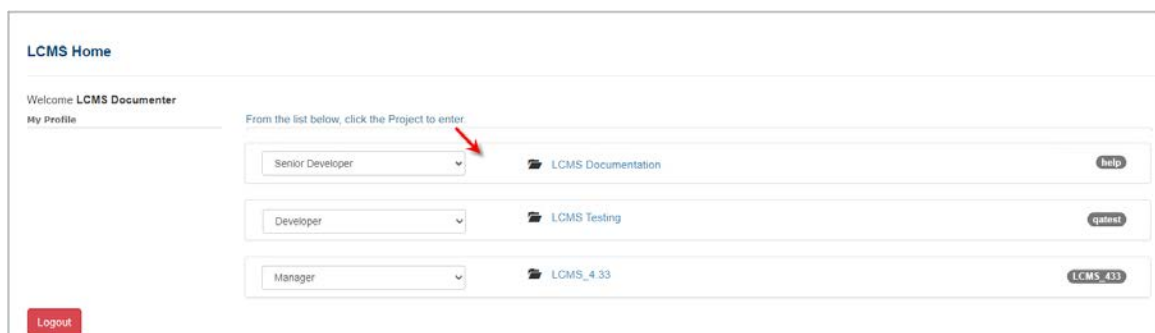 LCMS Home
Welcome LCMS Documenter
My Profile
From the list below, click the Project to enter.
Senior Developer LCMS Documentation help
Developer LCMS Testing qatest
Manager LCMS_4.33 LCMS_433
Logout